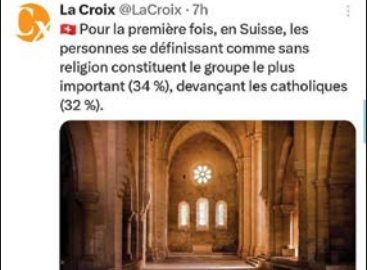 La Croix @LaCroix · 7h
🇨🇭 Pour la première fois, en Suisse, les
personnes se définissant comme sans
religion constituent le groupe le plus
important (34 %), devançant les catholiques
(32 %).